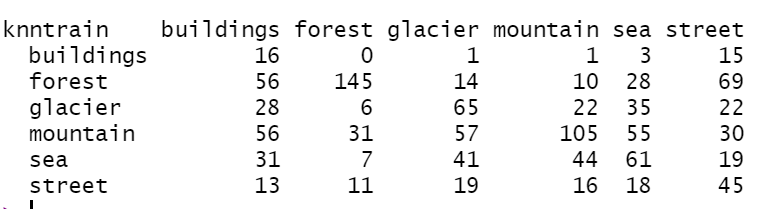 knntrain buildings forest glacier mountain sea street
buildings 16 0 1 1 3 15
forest 56 145 14 10 28 69
glacier 28 6 65 22 35 22
mountain 56 31 57 105 55 30
sea 31 7 41 44 61 19
street 13 11 19 16 18 45